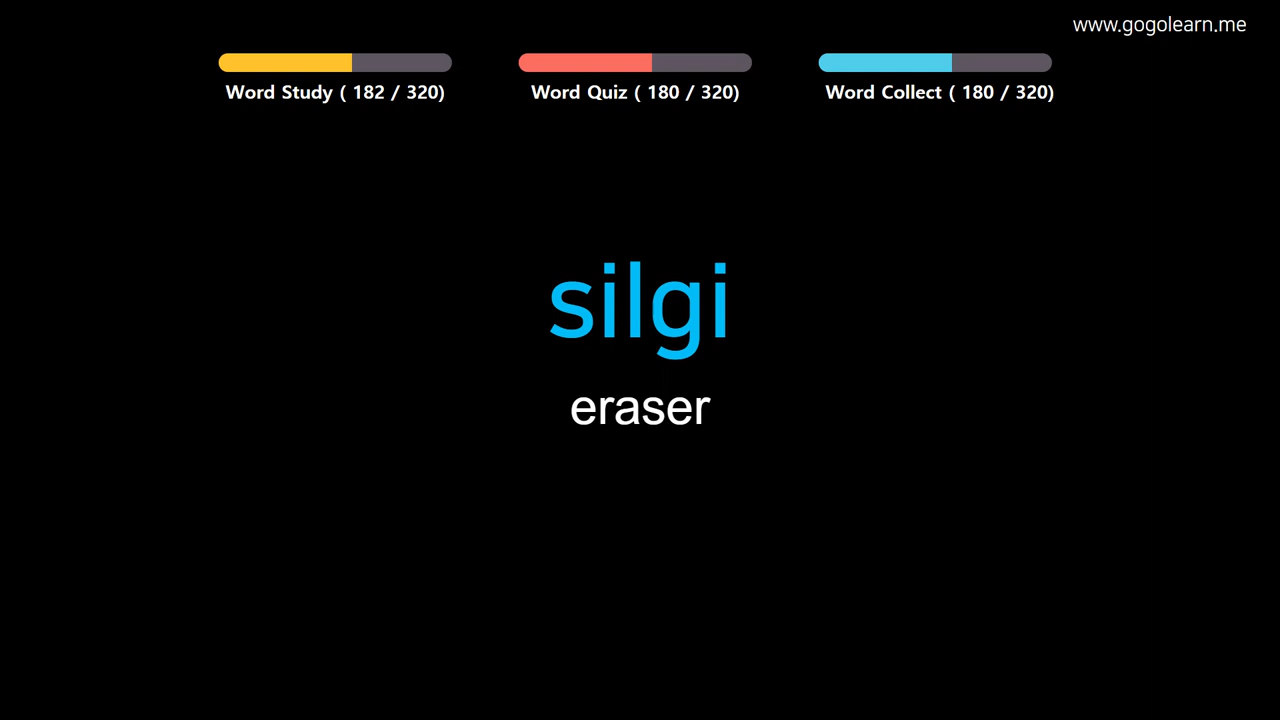 www.gogolearn.me
Word Study ( 182 / 320)
Word Quiz ( 180 / 320)
Word Collect ( 180 / 320)
silgi
eraser